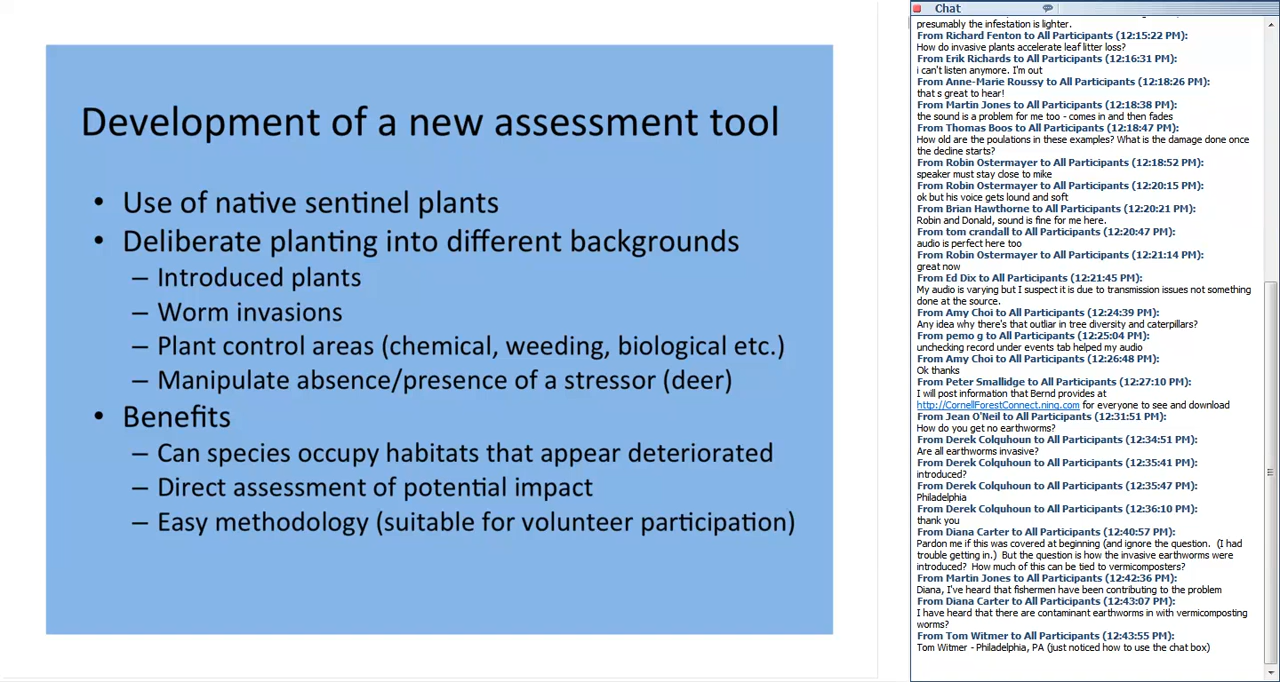 Development of a new assessment tool
• Use of native sentinel plants
• Deliberate planting into different backgrounds
– Introduced plants
– Worm invasions
– Plant control areas (chemical, weeding, biological etc.)
– Manipulate absence/presence of a stressor (deer)
• Benefits
– Can species occupy habitats that appear deteriorated
– Direct assessment of potential impact
– Easy methodology (suitable for volunteer participation)
Chat
presumably the infestation is lighter.
From Richard Fenton to All Participants (12:15:22 PM):
How do invasive plants accelerate leaf litter loss?
From Erik Richards to All Participants (12:16:31 PM):
i can't listen anymore. I'm out
From Anne-Marie Roussy to All Participants (12:18:26 PM):
that s great to hear!
From Martin Jones to All Participants (12:18:38 PM):
the sound is a problem for me too - comes in and then fades
From Thomas Boos to All Participants (12:18:47 PM):
How old are the poulations in these examples? What is the damage done once
the decline starts?
From Robin Ostermayer to All Participants (12:18:52 PM):
speaker must stay close to mike
From Robin Ostermayer to All Participants (12:20:15 PM):
ok but his voice gets lound and soft
From Brian Hawthorne to All Participants (12:20:21 PM):
Robin and Donald, sound is fine for me here.
From tom crandall to All Participants (12:20:47 PM):
audio is perfect here too
From Robin Ostermayer to All Participants (12:21:14 PM):
great now
From Ed Dix to All Participants (12:21:45 PM):
My audio is varying but I suspect it is due to transmission issues not something
done at the source.
From Amy Choi to All Participants (12:24:39 PM):
Any idea why there's that outliar in tree diversity and caterpillars?
From pemo g to All Participants (12:25:04 PM):
unchecking record under events tab helped my audio
From Amy Choi to All Participants (12:26:48 PM):
Ok thanks
From Peter Smallidge to All Participants (12:27:10 PM):
I will post information that Bernd provides at
http://CornellForestConnect.ning.com for everyone to see and download
From Jean O'Neil to All Participants (12:31:51 PM):
How do you get no earthworms?
From Derek Colquhoun to All Participants (12:34:51 PM):
Are all earthworms invasive?
From Derek Colquhoun to All Participants (12:35:41 PM):
introduced?
From Derek Colquhoun to All Participants (12:35:47 PM):
Philadelphia
From Derek Colquhoun to All Participants (12:36:10 PM):
thank you
From Diana Carter to All Participants (12:40:57 PM):
Pardon me if this was covered at beginning (and ignore the question. (I had
trouble getting in.) But the question is how the invasive earthworms were
introduced? How much of this can be tied to vermicomposters?
From Martin Jones to All Participants (12:42:36 PM):
Diana, I've heard that fishermen have been contributing to the problem
From Diana Carter to All Participants (12:43:07 PM):
I have heard that there are contaminant earthworms in with vermicomposting
worms?
From Tom Witmer to All Participants (12:43:55 PM):
Tom Witmer - Philadelphia, PA (just noticed how to use the chat box)